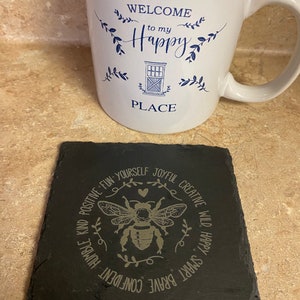 WELCOME
to my
Happy
PLACE
FUN YOURSELF JOYFUL CREATIVE WILD HAPPY SMART BRAVE CONFIDENT HUMBLE KIND POSITIVE